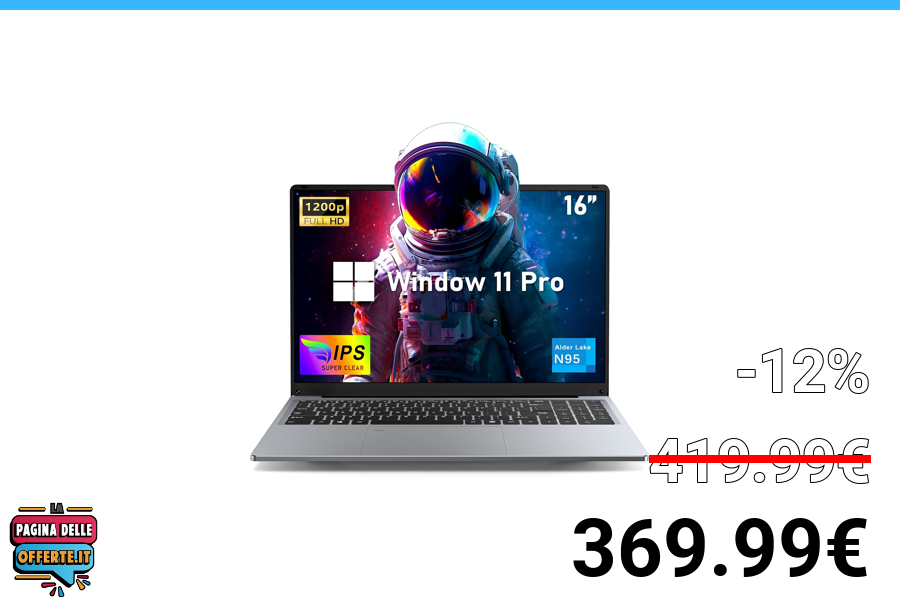 1200p
FULL HD
16”
Window 11 Pro
IPS
SUPER CLEAR
Alder Lake
N95
-12%
419.99€
369.99€
LA
PAGINA DELLE
OFFERTE.IT